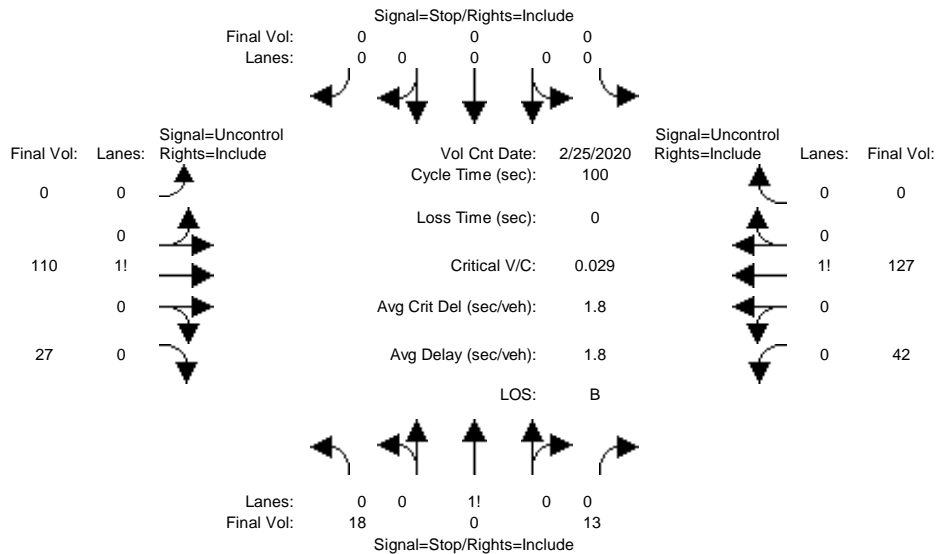 Signal=Stop/Rights=Include
Final Vol: 0 0 0
Lanes: 0 0 0 0 0
Signal=Uncontrol Signal=Uncontrol
Final Vol: Lanes: Rights=Include Vol Cnt Date: 2/25/2020 Rights=Include Lanes: Final Vol:
Cycle Time (sec): 100
0 0 0 0
Loss Time (sec): 0
0 0
110 1! Critical V/C: 0.029 1! 127
0 Avg Crit Del (sec/veh): 1.8 0
27 0 Avg Delay (sec/veh): 1.8 0 42
LOS: B
Lanes: 0 0 1! 0 0
Final Vol: 18 0 13
Signal=Stop/Rights=Include